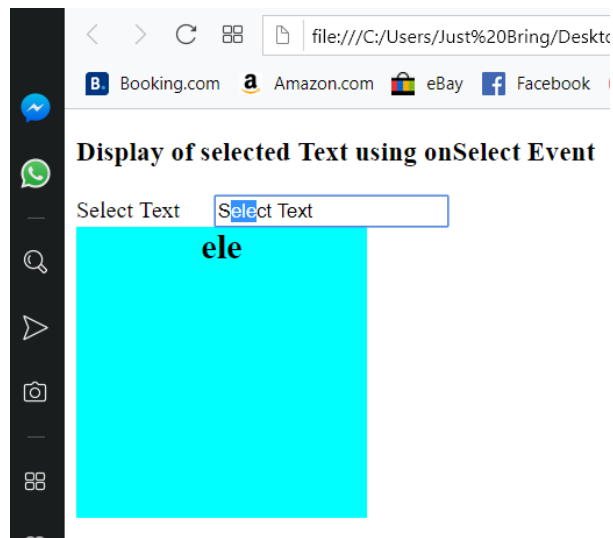 file:///C:/Users/Just%20Bring/Deskto
B. Booking.com a Amazon.com eBay f Facebook
Display of selected Text using onSelect Event
Select Text Select Text
ele